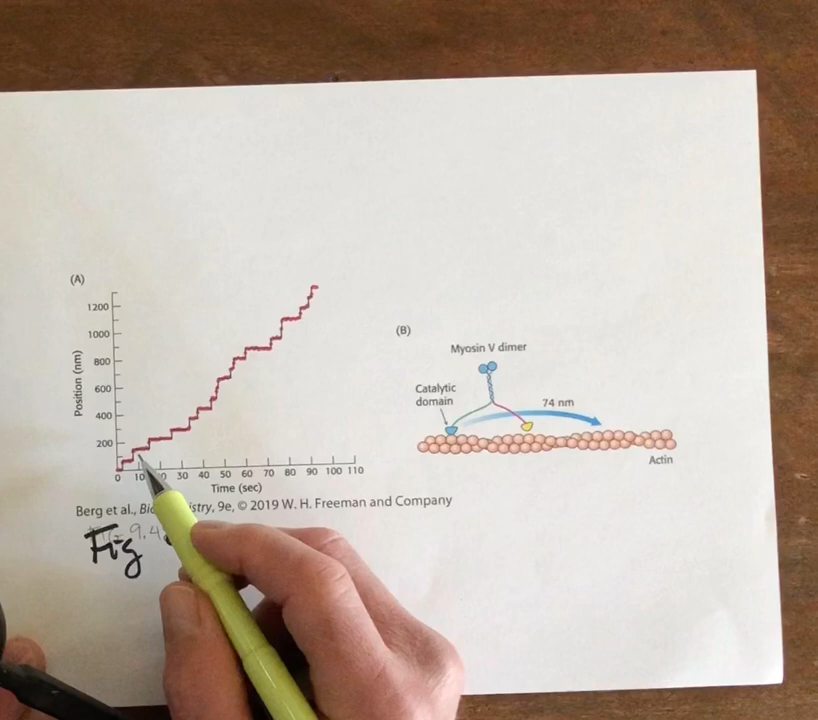 (A)
1200
1000
800
600
400
200
Position (nm)
0 10 30 40 50 60 70 80 90 100 110
Time (sec)
(B)
Myosin V dimer
Catalytic
domain
74 nm
Actin
Berg et al., istry, 9e, © 2019 W. H. Freeman and Company
Fig